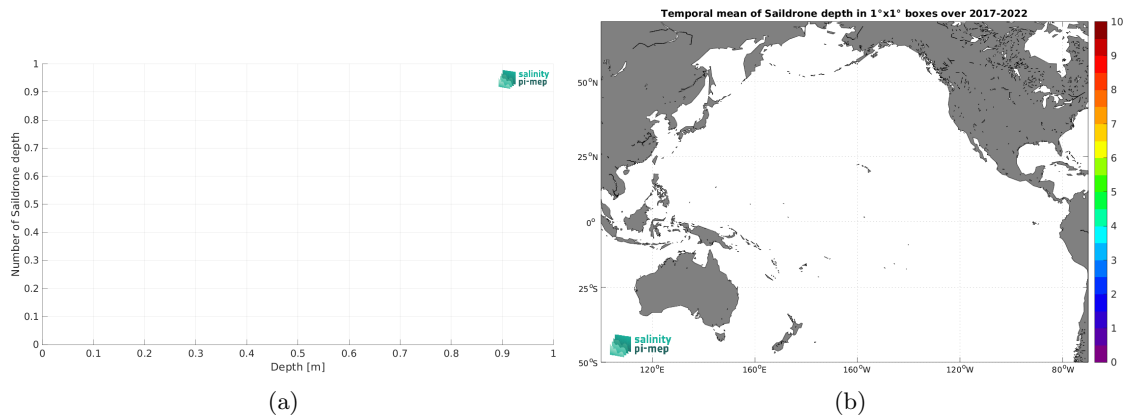 salinity
pi-mep
Number of Saildrone depth
1
0.9
0.8
0.7
0.6
0.5
0.4
0.3
0.2
0.1
0
0 0.1 0.2 0.3 0.4 0.5 0.6 0.7 0.8 0.9 1
Depth [m]
(a)
Temporal mean of Saildrone depth in 1°x1° boxes over 2017-2022
50°N
25°N
0°
25°S
50°S
120°E 160°E 160°W 120°W 80°W
salinity
pi-mep
10
9
8
7
6
5
4
3
2
1
0
(b)